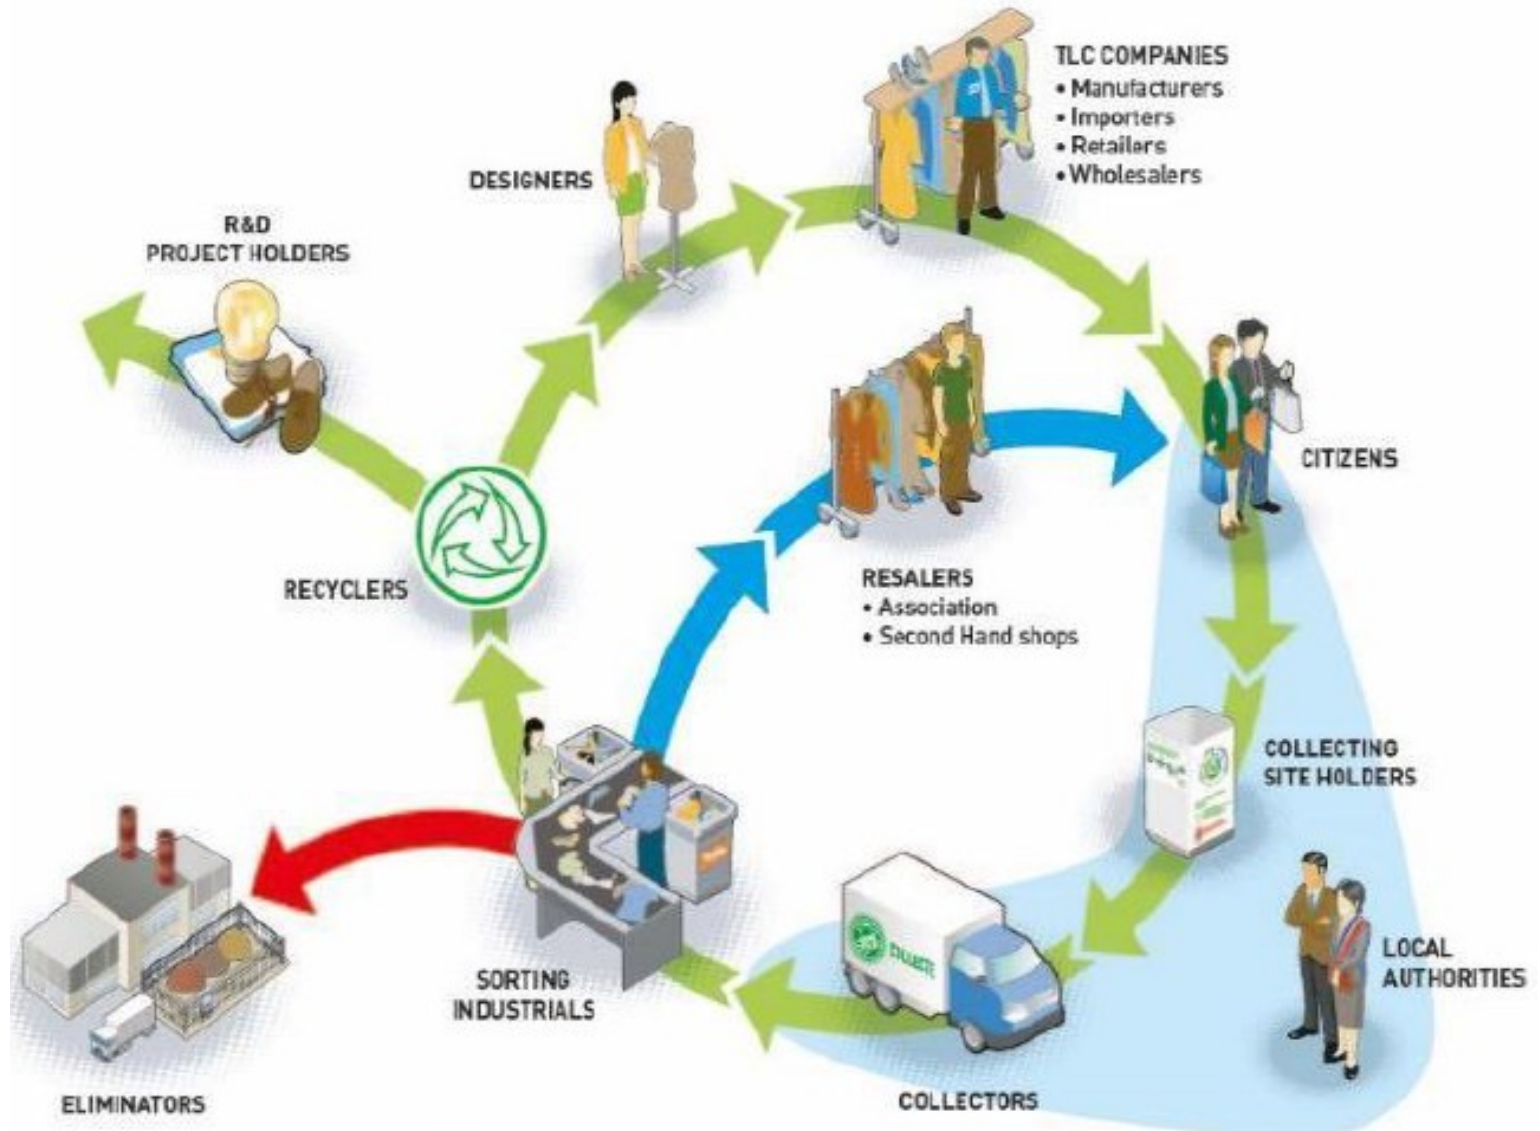 TLC COMPANIES
• Manufacturers
• Importers
• Retailers
• Wholesalers
DESIGNERS
R&D
PROJECT HOLDERS
CITIZENS
RECYCLERS
RESALERS
• Association
• Second Hand shops
COLLECTING
SITE HOLDERS
COLLECTE
LOCAL
AUTHORITIES
SORTING
INDUSTRIALS
ELIMINATORS
COLLECTORS